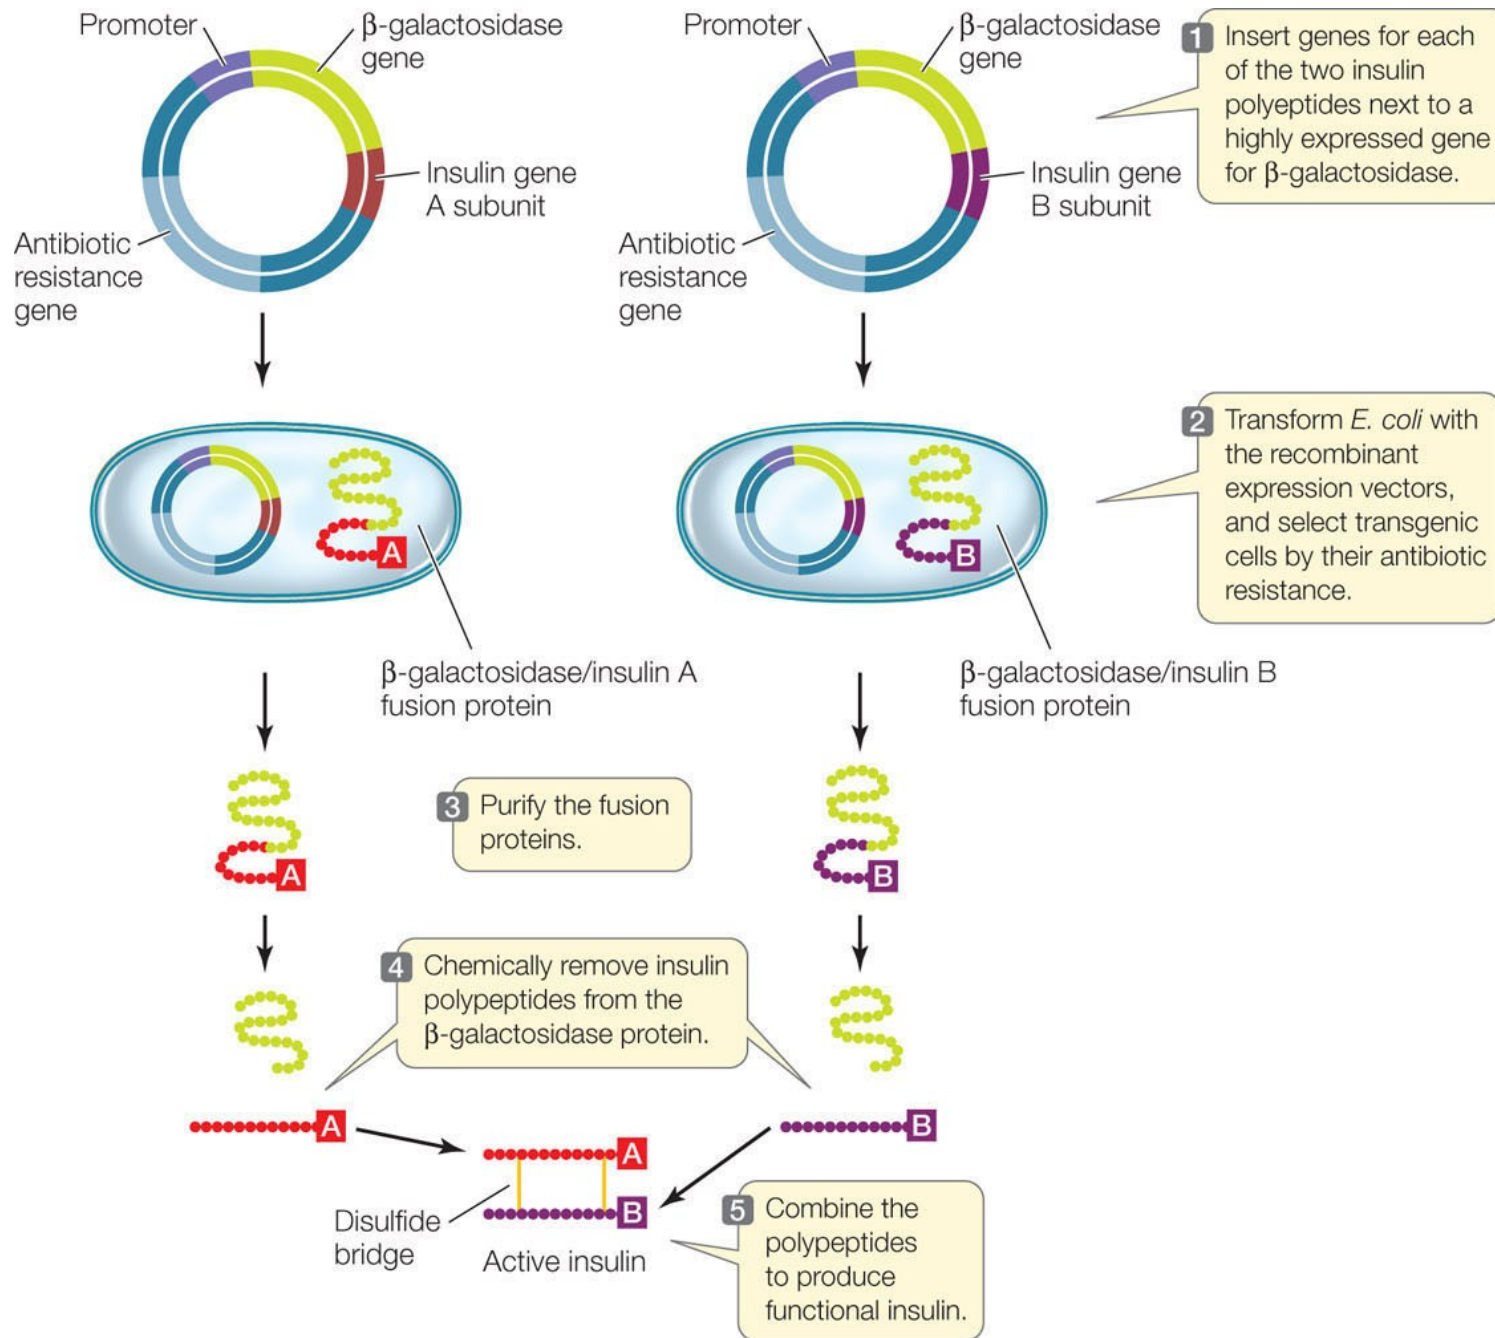 Promoter
β-galactosidase
gene
Insulin gene
A subunit
Antibiotic
resistance
gene
Promoter
β-galactosidase
gene
Insulin gene
B subunit
Antibiotic
resistance
gene
1 Insert genes for each
of the two insulin
polyeptides next to a
highly expressed gene
for β-galactosidase.
A
B
2 Transform E. coli with
the recombinant
expression vectors,
and select transgenic
cells by their antibiotic
resistance.
β-galactosidase/insulin A
fusion protein
β-galactosidase/insulin B
fusion protein
3 Purify the fusion
proteins.
A
B
4 Chemically remove insulin
polypeptides from the
β-galactosidase protein.
A
B
A
B
Disulfide
bridge
Active insulin
5 Combine the
polypeptides
to produce
functional insulin.